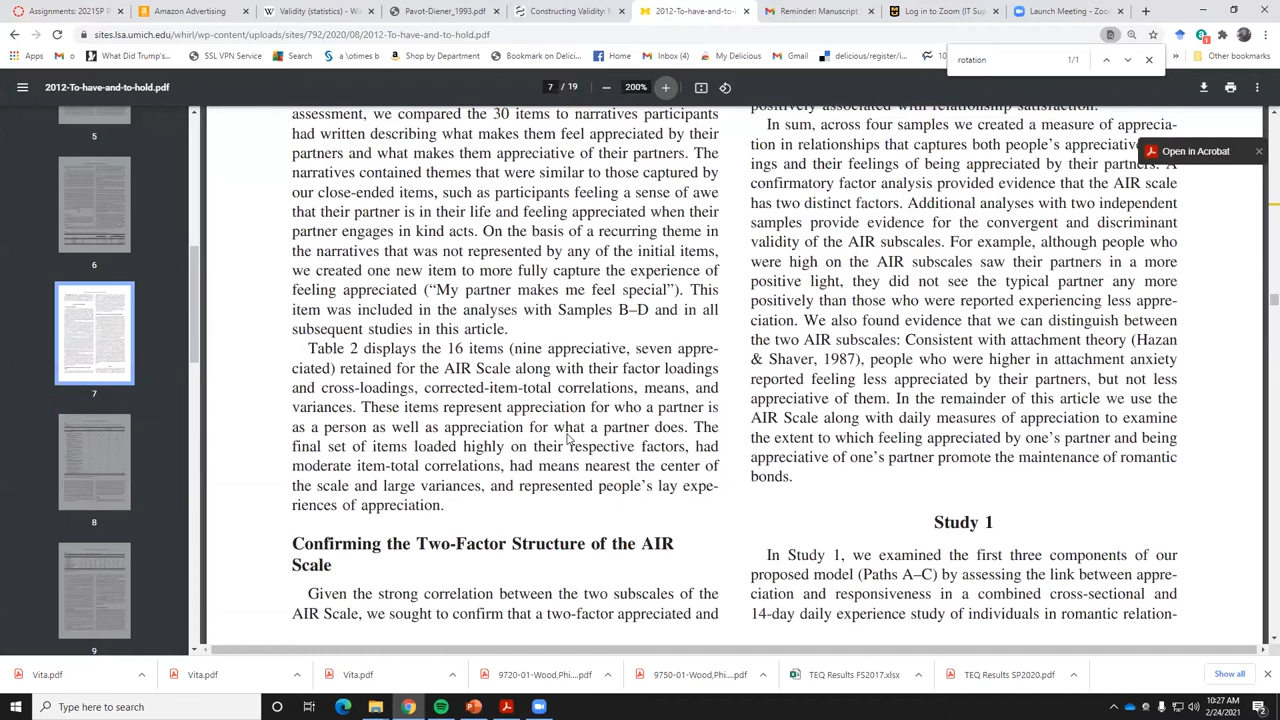 Assignments: 2021SP-P
Amazon Advertising
Validity (statistics) - Wi
Pavot-Diener_1993.pdf
Constructing Validity: N
2012-To-have-and-to-hol
Reminder: Manuscript
Log in to Zoom (IT Sup
Launch Meeting - Zoo
sites.lsa.umich.edu/whirl/wp-content/uploads/sites/792/2020/08/2012-To-have-and-to-hold.pdf
Apps
What Did Trump's...
SSL VPN Service
Search
a \otimes b
Shop by Department
Bookmark on Delici...
Home
Inbox (4)
My Delicious
Gmail
delicious/register/i...
10
»
Other bookmarks
rotation
1/1
2012-To-have-and-to-hold.pdf
7 / 19
200%
Open in Acrobat
5
6
7
8
9
assessment, we compared the 30 items to narratives participants
had written describing what makes them feel appreciated by their
partners and what makes them appreciative of their partners. The
narratives contained themes that were similar to those captured by
our close-ended items, such as participants feeling a sense of awe
that their partner is in their life and feeling appreciated when their
partner engages in kind acts. On the basis of a recurring theme in
the narratives that was not represented by any of the initial items,
we created one new item to more fully capture the experience of
feeling appreciated (“My partner makes me feel special”). This
item was included in the analyses with Samples B–D and in all
subsequent studies in this article.
Table 2 displays the 16 items (nine appreciative, seven appre-
ciated) retained for the AIR Scale along with their factor loadings
and cross-loadings, corrected-item-total correlations, means, and
variances. These items represent appreciation for who a partner is
as a person as well as appreciation for what a partner does. The
final set of items loaded highly on their respective factors, had
moderate item-total correlations, had means nearest the center of
the scale and large variances, and represented people’s lay expe-
riences of appreciation.
Confirming the Two-Factor Structure of the AIR
Scale
Given the strong correlation between the two subscales of the
AIR Scale, we sought to confirm that a two-factor appreciated and
positively associated with relationship satisfaction.
In sum, across four samples we created a measure of apprecia-
tion in relationships that captures both people’s appreciative
ings and their feelings of being appreciated by their partners. A
confirmatory factor analysis provided evidence that the AIR scale
has two distinct factors. Additional analyses with two independent
samples provide evidence for the convergent and discriminant
validity of the AIR subscales. For example, although people who
were high on the AIR subscales saw their partners in a more
positive light, they did not see the typical partner any more
positively than those who were reported experiencing less appre-
ciation. We also found evidence that we can distinguish between
the two AIR subscales: Consistent with attachment theory (Hazan
& Shaver, 1987), people who were higher in attachment anxiety
reported feeling less appreciated by their partners, but not less
appreciative of them. In the remainder of this article we use the
AIR Scale along with daily measures of appreciation to examine
the extent to which feeling appreciated by one’s partner and being
appreciative of one’s partner promote the maintenance of romantic
bonds.
Study 1
In Study 1, we examined the first three components of our
proposed model (Paths A–C) by assessing the link between appre-
ciation and responsiveness in a combined cross-sectional and
14-day daily experience study of individuals in romantic relation-
Vita.pdf
Vita.pdf
Vita.pdf
9720-01-Wood,Phi....pdf
9750-01-Wood,Phi....pdf
TEQ Results FS2017.xlsx
TEQ Results SP2020.pdf
Show all
Type here to search
10:27 AM
2/24/2021